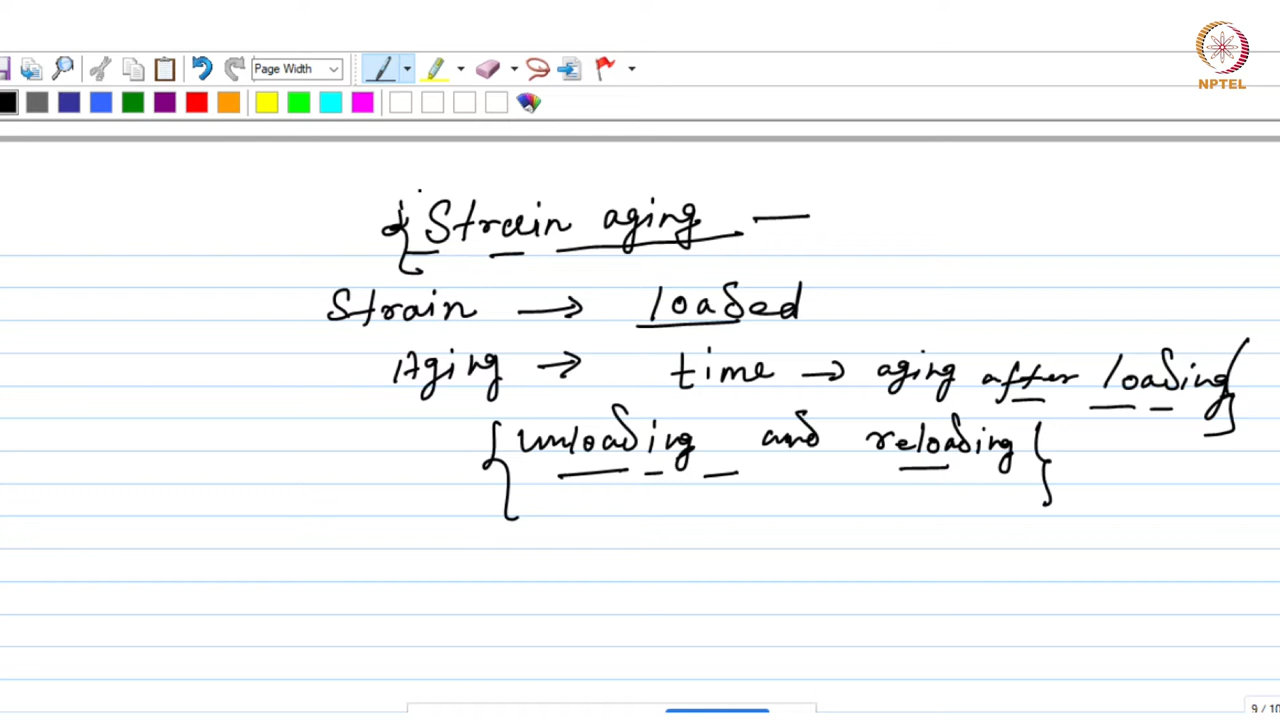 NPTEL
Page Width
Strain aging —
Strain → loaded
Aging → time → aging after loading
{unloading and reloading}
9 / 10